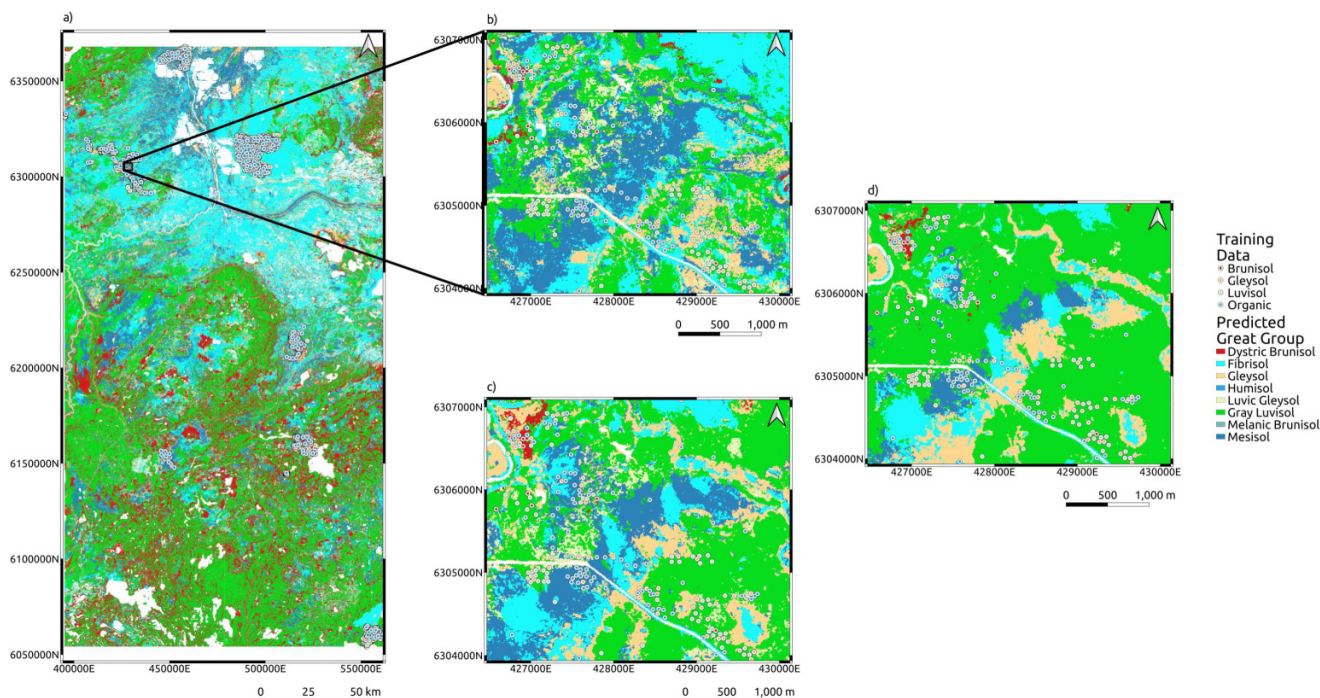 a)
6350000N
6300000N
6250000N
6200000N
6150000N
6100000N
6050000N
400000E 450000E 500000E 550000E
0 25 50 km
b)
6307000N
6306000N
6305000N
6304000N
427000E 428000E 429000E 430000E
0 500 1,000 m
c)
6307000N
6306000N
6305000N
6304000N
427000E 428000E 429000E 430000E
0 500 1,000 m
d)
6307000N
6306000N
6305000N
6304000N
427000E 428000E 429000E 430000E
0 500 1,000 m
Training
Data
Brunisol
Gleysol
Luvisol
Organic
Predicted
Great Group
Dystric Brunisol
Fibrisol
Gleysol
Humisol
Luvic Gleysol
Gray Luvisol
Melanic Brunisol
Mesisol